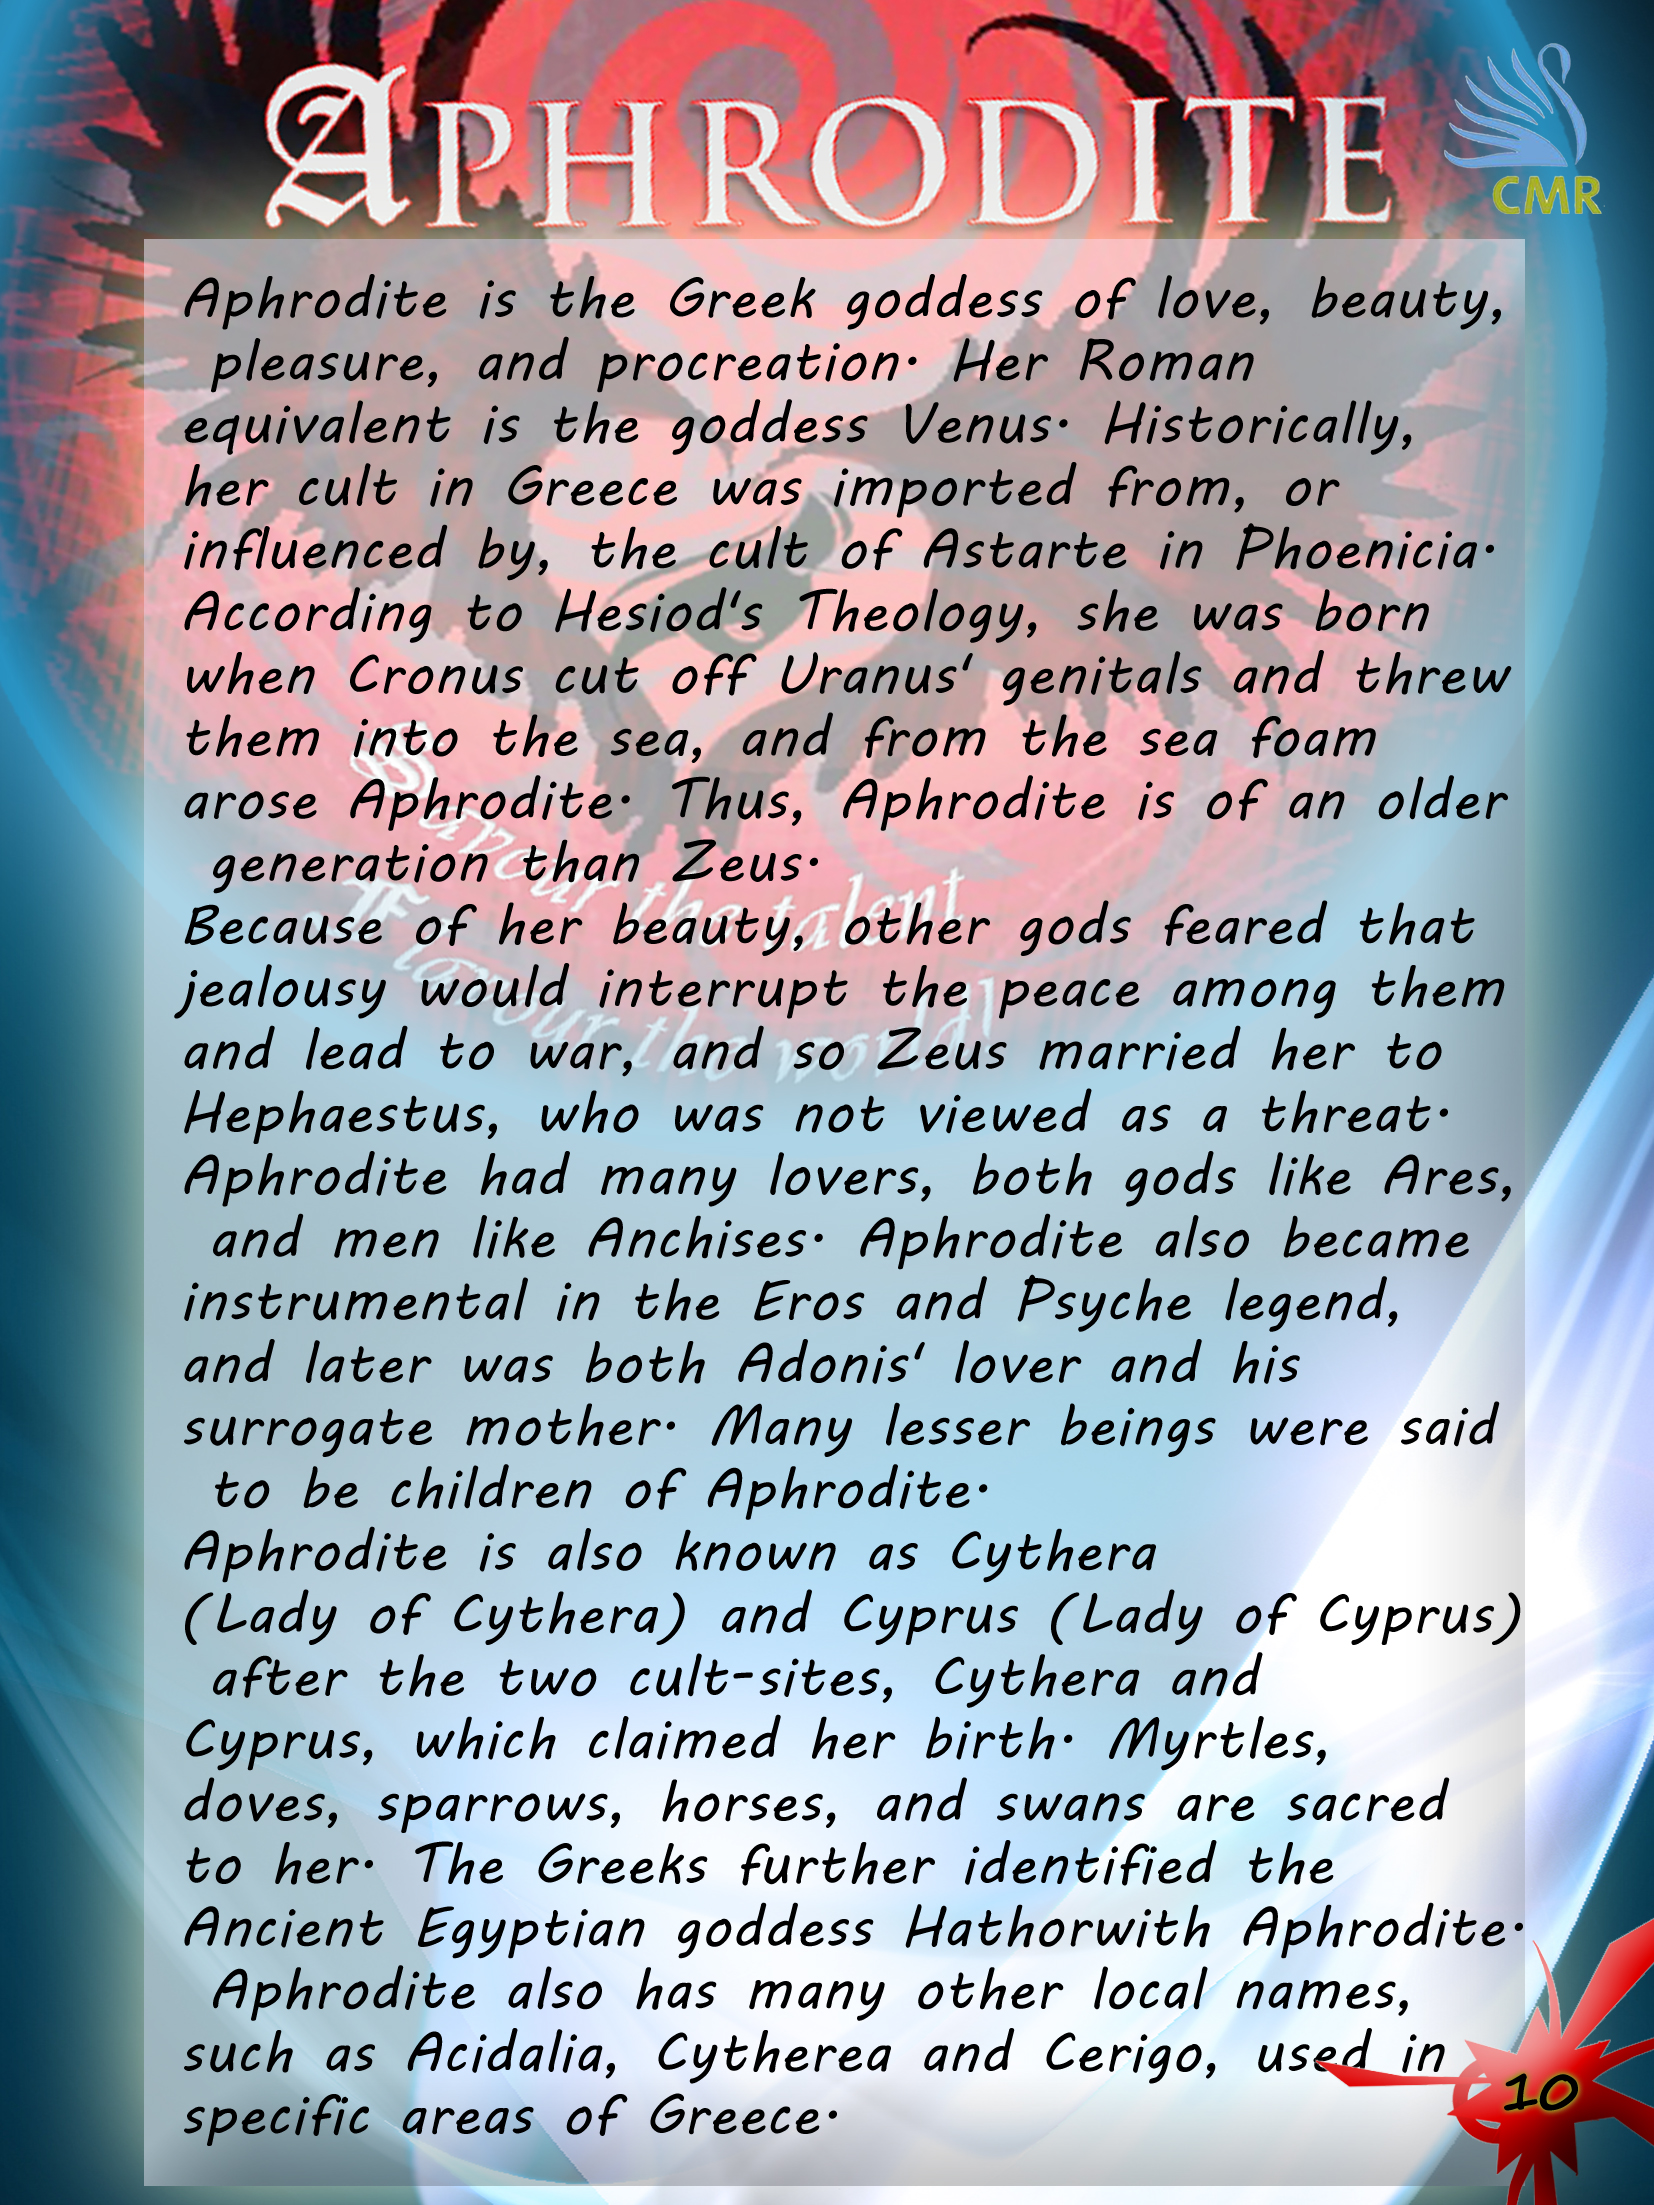 APHRODITE
CMR
Aphrodite is the Greek goddess of love, beauty,
pleasure, and procreation. Her Roman
equivalent is the goddess Venus. Historically,
her cult in Greece was imported from, or
influenced by, the cult of Astarte in Phoenicia.
According to Hesiod's Theology, she was born
when Cronus cut off Uranus' genitals and threw
them into the sea, and from the sea foam
arose Aphrodite. Thus, Aphrodite is of an older
generation than Zeus.
Because of her beauty, other gods feared that
jealousy would interrupt the peace among them
and lead to war, and so Zeus married her to
Hephaestus, who was not viewed as a threat.
Aphrodite had many lovers, both gods like Ares,
and men like Anchises. Aphrodite also became
instrumental in the Eros and Psyche legend,
and later was both Adonis' lover and his
surrogate mother. Many lesser beings were said
to be children of Aphrodite.
Aphrodite is also known as Cythera
(Lady of Cythera) and Cyprus (Lady of Cyprus)
after the two cult-sites, Cythera and
Cyprus, which claimed her birth. Myrtles,
doves, sparrows, horses, and swans are sacred
to her. The Greeks further identified the
Ancient Egyptian goddess Hathorwith Aphrodite.
Aphrodite also has many other local names,
such as Acidalia, Cytherea and Cerigo, used in
specific areas of Greece.
Savour the talent
Flavour the world!
10